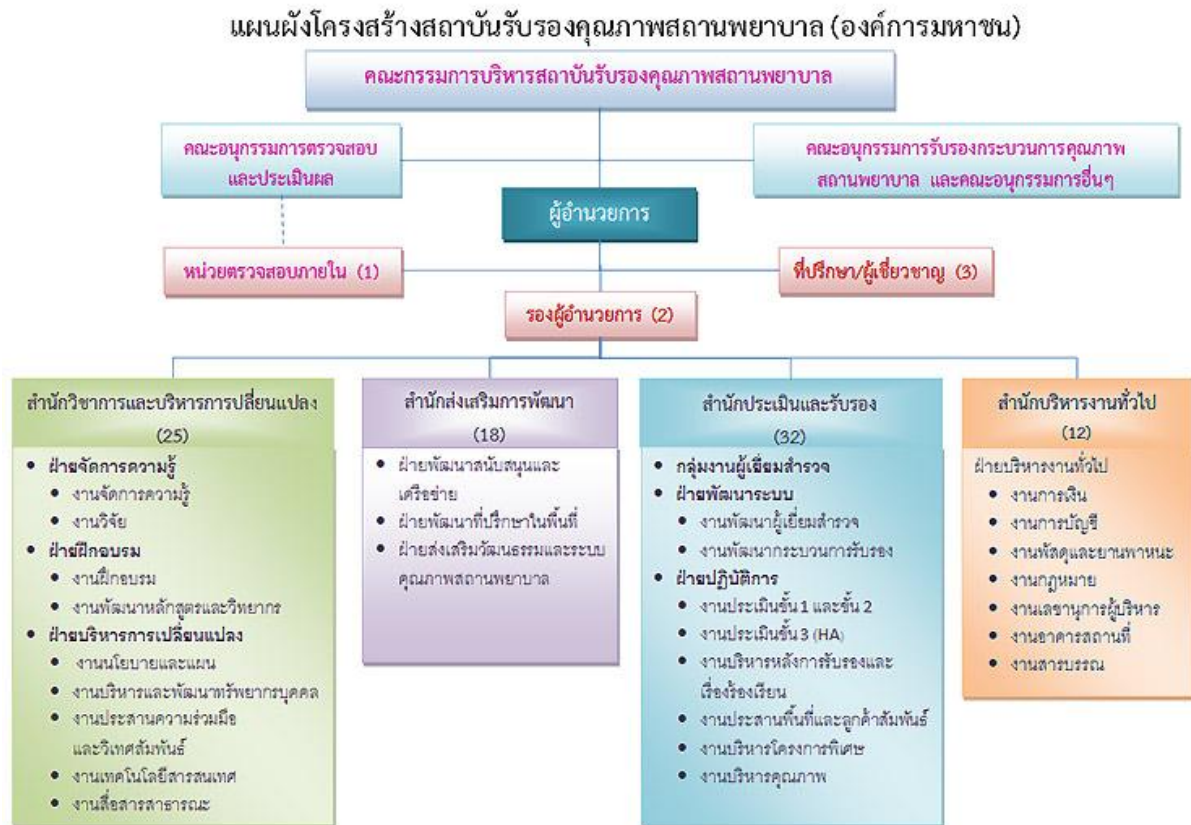 แผนผังโครงสร้างสถาบันรับรองคุณภาพสถานพยาบาล (องค์การมหาชน)
คณะกรรมการบริหารสถาบันรับรองคุณภาพสถานพยาบาล
คณะอนุกรรมการตรวจสอบ
และประเมินผล
คณะอนุกรรมการรับรองกระบวนการคุณภาพ
สถานพยาบาล และคณะอนุกรรมการอื่นๆ
ผู้อำนวยการ
หน่วยตรวจสอบภายใน (1)
ที่ปรึกษา/ผู้เชี่ยวชาญ (3)
รองผู้อำนวยการ (2)
สำนักวิชาการและบริหารการเปลี่ยนแปลง
(25)
• ฝ่ายจัดการความรู้
• งานจัดการความรู้
• งานวิจัย
• ฝ่ายฝึกอบรม
• งานฝึกอบรม
• งานพัฒนาหลักสูตรและวิทยากร
• ฝ่ายบริหารการเปลี่ยนแปลง
• งานนโยบายและแผน
• งานบริหารและพัฒนาทรัพยากรบุคคล
• งานประสานความร่วมมือ
และวิเทศสัมพันธ์
• งานเทคโนโลยีสารสนเทศ
• งานสื่อสารสาธารณะ
สำนักส่งเสริมการพัฒนา
(18)
• ฝ่ายพัฒนาสนับสนุนและ
เครือข่าย
• ฝ่ายพัฒนาที่ปรึกษาในพื้นที่
• ฝ่ายส่งเสริมวัฒนธรรมและระบบ
คุณภาพสถานพยาบาล
สำนักประเมินและรับรอง
(32)
• กลุ่มงานผู้เยี่ยมสำรวจ
• ฝ่ายพัฒนาระบบ
• งานพัฒนาผู้เยี่ยมสำรวจ
• งานพัฒนากระบวนการรับรอง
• ฝ่ายปฏิบัติการ
• งานประเมินขั้น 1 และขั้น 2
• งานประเมินขั้น 3 (HA)
• งานบริหารหลังการรับรองและ
เรื่องร้องเรียน
• งานประสานพื้นที่และลูกค้าสัมพันธ์
• งานบริหารโครงการพิเศษ
• งานบริหารคุณภาพ
สำนักบริหารงานทั่วไป
(12)
ฝ่ายบริหารงานทั่วไป
• งานการเงิน
• งานการบัญชี
• งานพัสดุและยานพาหนะ
• งานกฎหมาย
• งานเลขานุการผู้บริหาร
• งานอาคารสถานที่
• งานสารบรรณ